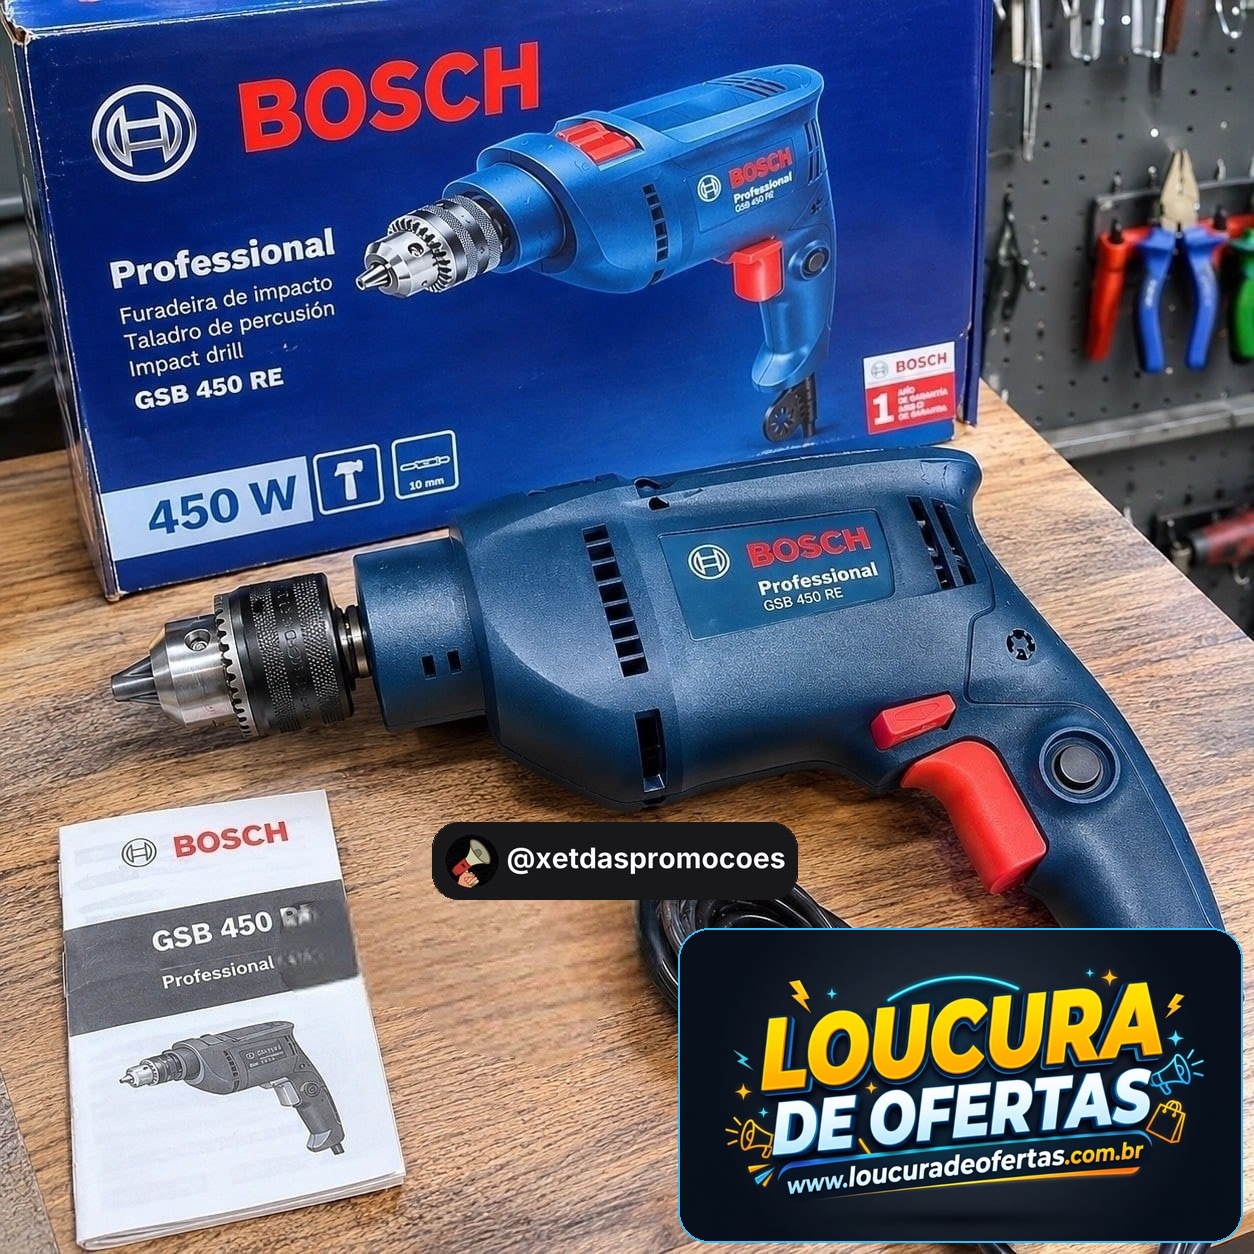 BOSCH
BOSCH
Professional
GSB 450 RE
Professional
Furadeira de impacto
Taladro de percusión
Impact drill
GSB 450 RE
BOSCH
1
450 W
10 mm
BOSCH
Professional
GSB 450 RE
BOSCH
GSB 450
Professional
@xetdaspromocoes
LOUCURA
DE OFERTAS
www.loucuradeofertas.com.br